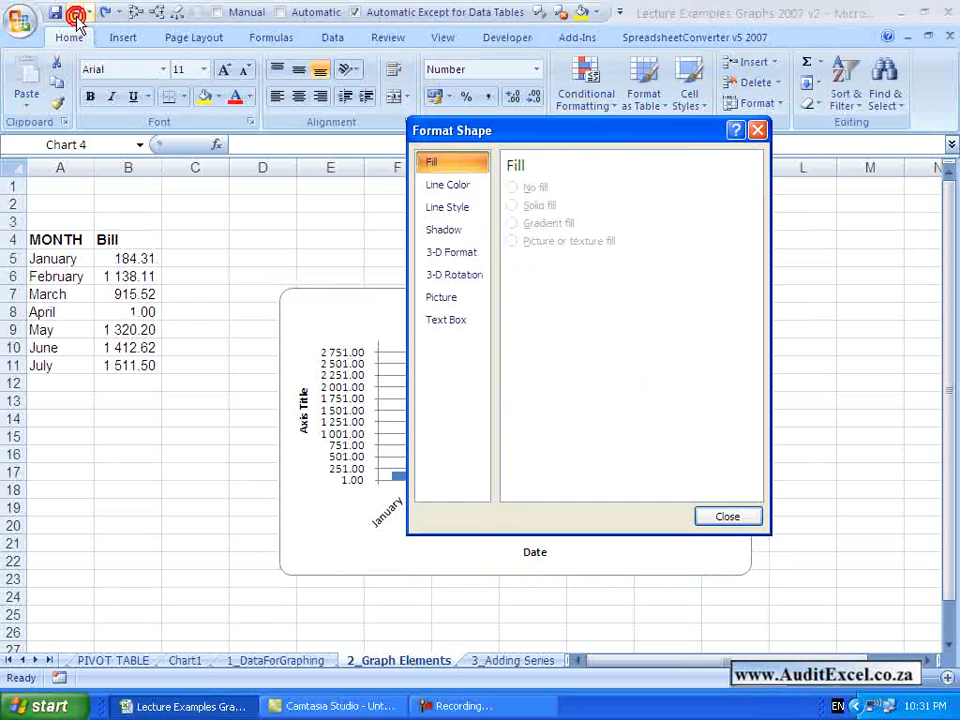 Manual Automatic Automatic Except for Data Tables Lecture Examples Graphs 2007 v2 - Micro...
Home Insert Page Layout Formulas Data Review View Developer Add-Ins SpreadsheetConverter v5 2007
Paste Arial 11 Number Conditional Formatting Format as Table Cell Styles Insert Delete Format Sort & Filter Find & Select
Clipboard Font Alignment Editing
Chart 4
Format Shape
A B C D E F L M N
1
2
3
4 MONTH Bill
5 January 184.31
6 February 1 138.11
7 March 915.52
8 April 1.00
9 May 1 320.20
10 June 1 412.62
11 July 1 511.50
12
13
14
15
16
17
18
19
20
21
22
23
24
25
26
27
Fill
Line Color
Line Style
Shadow
3-D Format
3-D Rotation
Picture
Text Box
Fill
No fill
Solid fill
Gradient fill
Picture or texture fill
Close
Axis Title
2 751.00
2 501.00
2 251.00
2 001.00
1 751.00
1 501.00
1 251.00
1 001.00
751.00
501.00
251.00
1.00
January
Date
PIVOT TABLE Chart1 1_DataForGraphing 2_Graph Elements 3_Adding Series
Ready
www.AuditExcel.co.za
start Lecture Examples Gra... Camtasia Studio - Unt... Recording... EN 10:31 PM